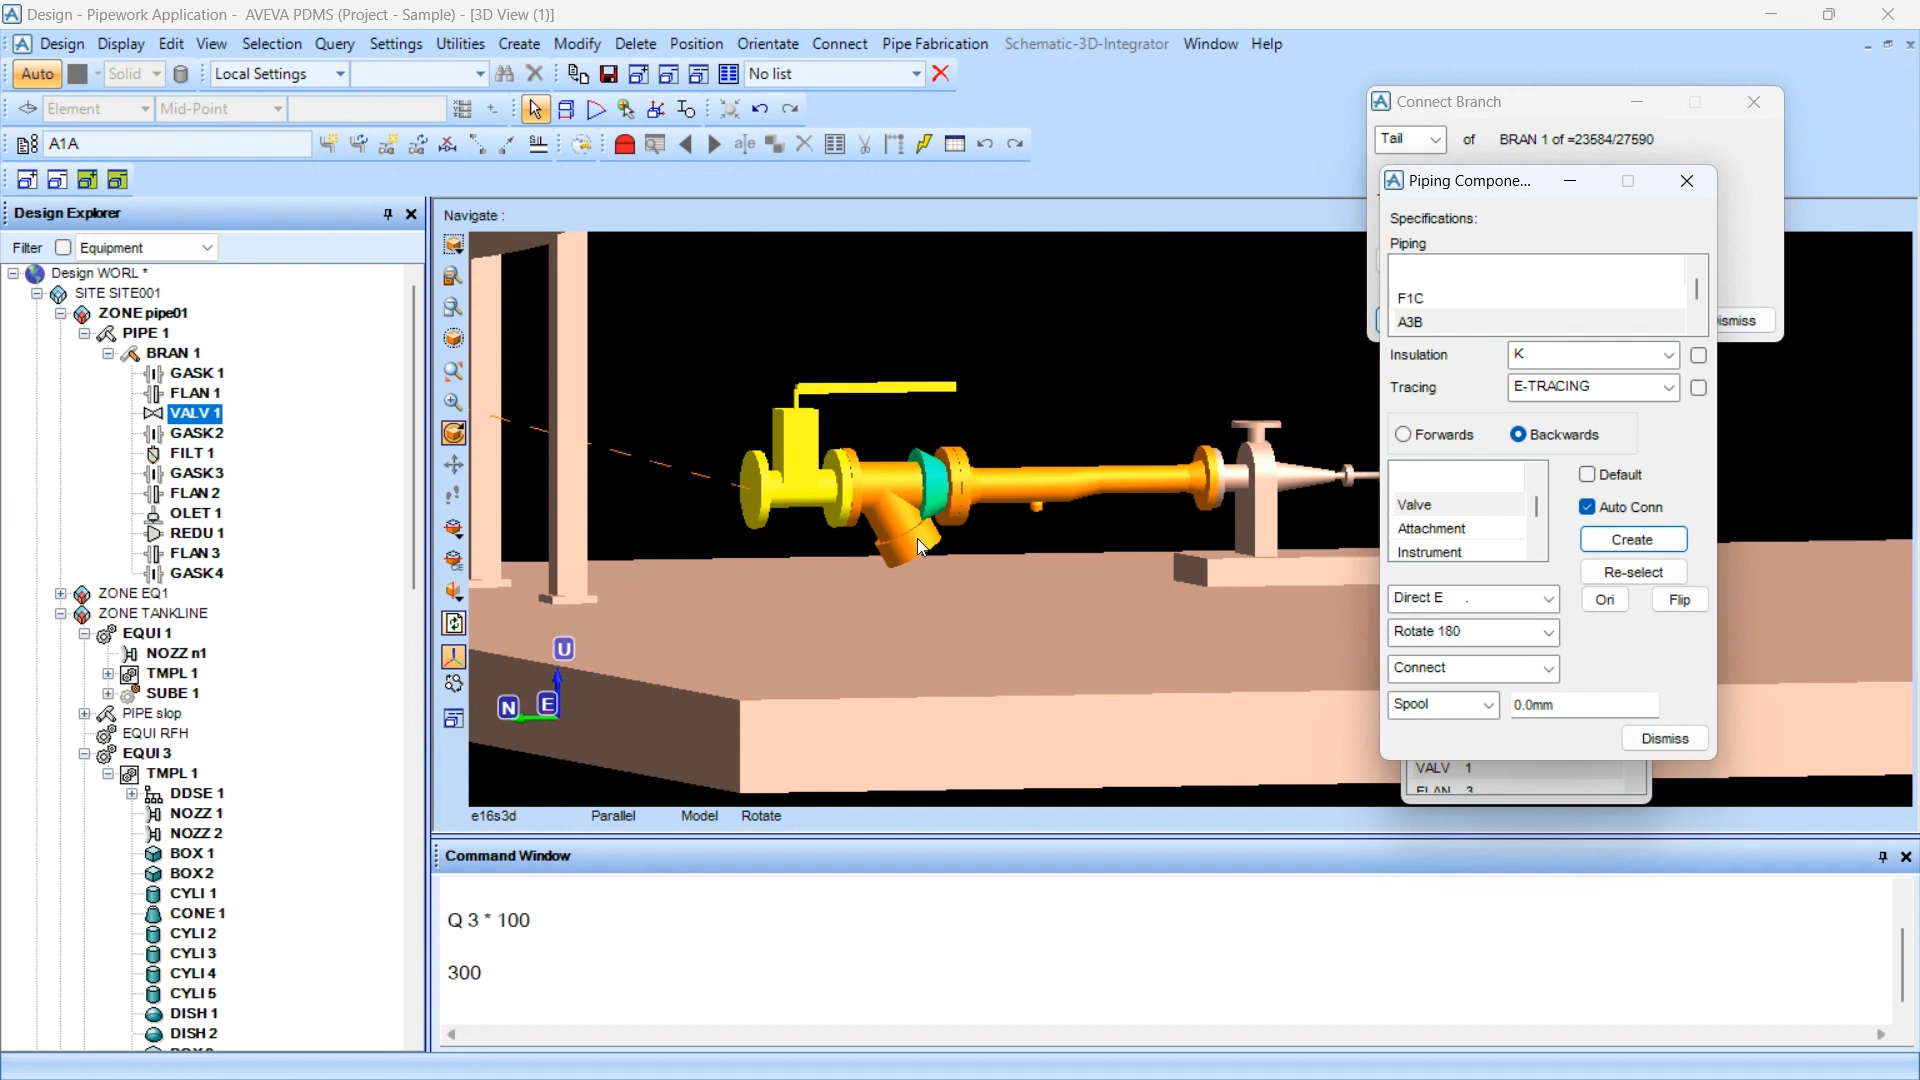 Design - Pipework Application - AVEVA PDMS (Project - Sample) - [3D View (1)]
Design Display Edit View Selection Query Settings Utilities Create Modify Delete Position Orientate Connect Pipe Fabrication Schematic-3D-Integrator Window Help
Auto Solid Local Settings No list
Element Mid-Point
A1A
Design Explorer
Filter Equipment
Design WORL *
SITE SITE001
ZONE pipe01
PIPE 1
BRAN 1
GASK 1
FLAN 1
VALV 1
GASK 2
FILT 1
GASK 3
FLAN 2
OLET 1
REDU 1
FLAN 3
GASK 4
ZONE EQ1
ZONE TANKLINE
EQUI 1
NOZZ n1
TMPL 1
SUBE 1
PIPE slop
EQUI RFH
EQUI 3
TMPL 1
DDSE 1
NOZZ 1
NOZZ 2
BOX 1
BOX 2
CYLI 1
CONE 1
CYLI 2
CYLI 3
CYLI 4
CYLI 5
DISH 1
DISH 2
Navigate :
CE
U
N E
e16s3d Parallel Model Rotate
Connect Branch
Tail of BRAN 1 of =23584/27590
ismiss
Piping Compone...
Specifications:
Piping
F1C
A3B
Insulation K
Tracing E-TRACING
Forwards Backwards
Valve
Attachment
Instrument
Default
Auto Conn
Create
Re-select
Direct E . Ori Flip
Rotate 180
Connect
Spool 0.0mm
Dismiss
VALV 1
FLAN 3
Command Window
Q 3 * 100
300